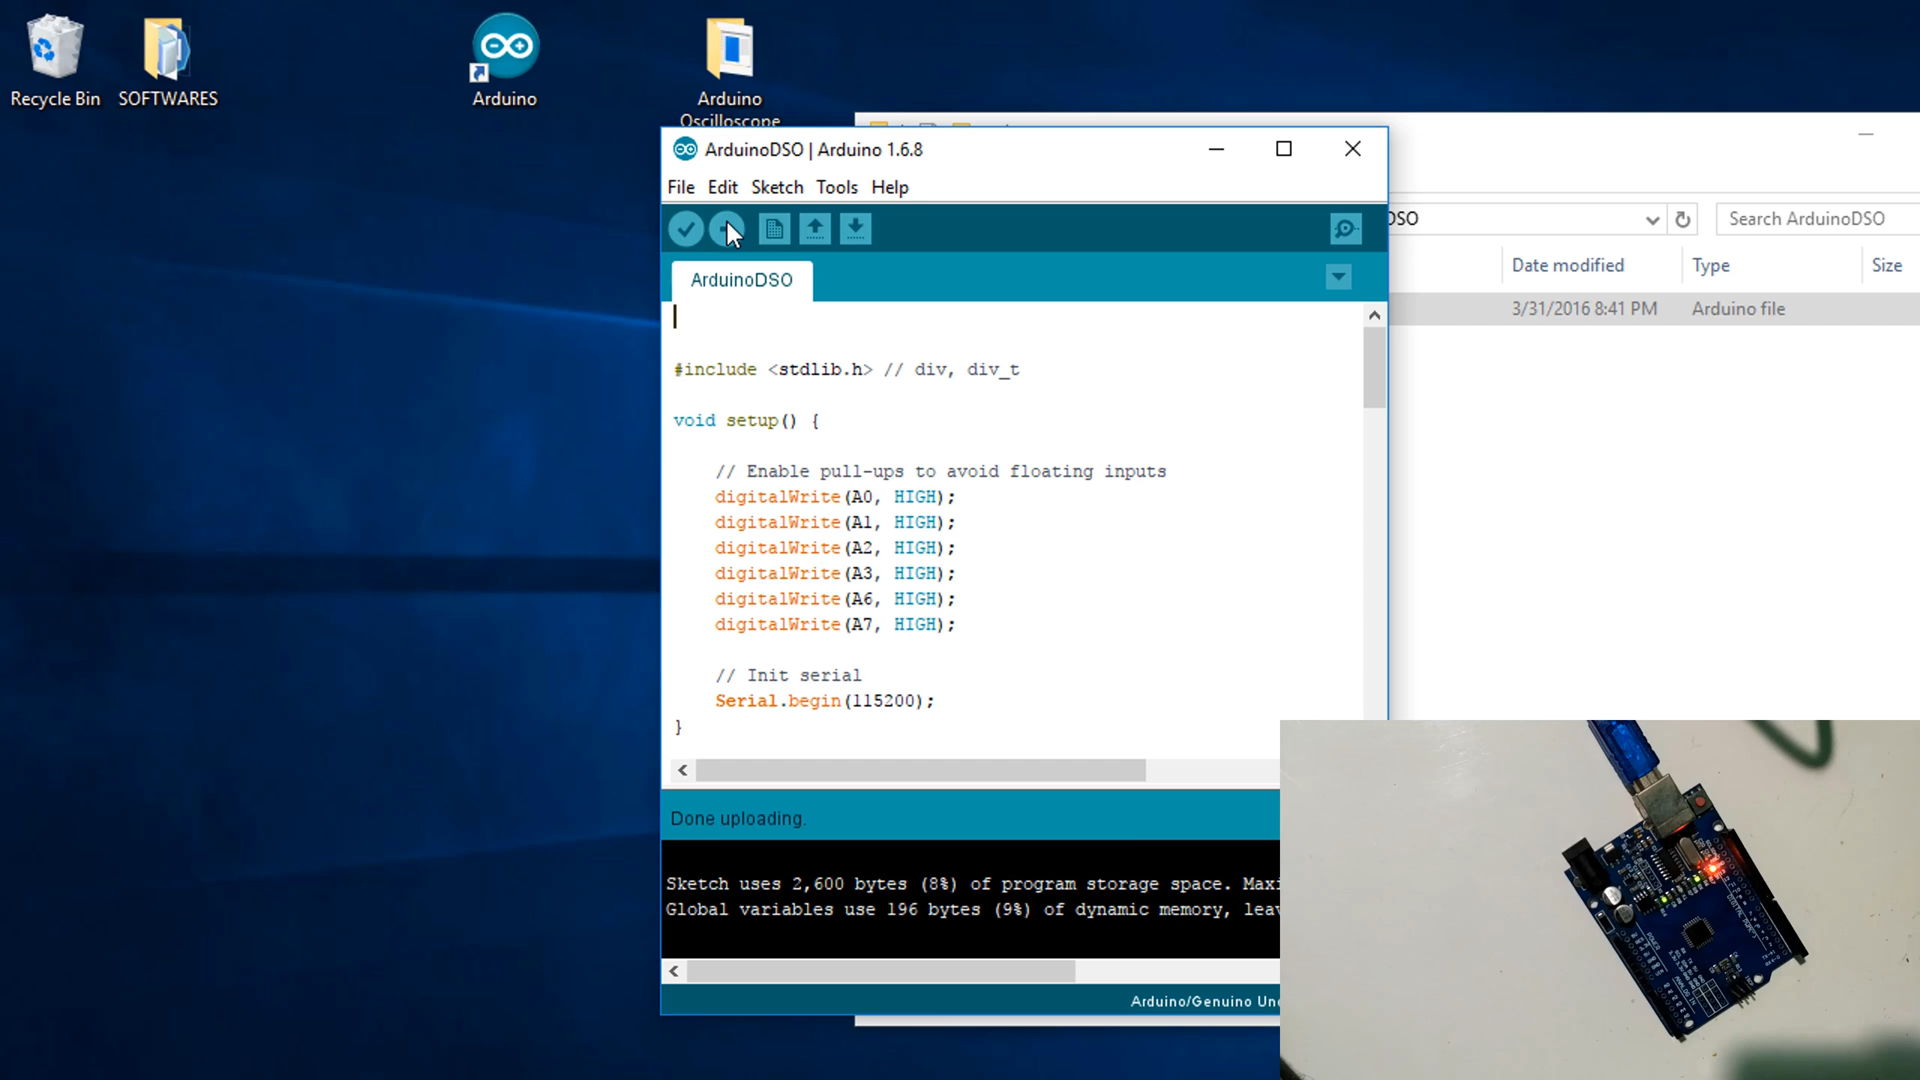 Recycle Bin
SOFTWARES
Arduino
Arduino
Oscilloscope
ArduinoDSO | Arduino 1.6.8
File Edit Sketch Tools Help
DSO
Search ArduinoDSO
ArduinoDSO
Date modified
Type
Size
3/31/2016 8:41 PM
Arduino file
#include <stdlib.h> // div, div_t
void setup() {
// Enable pull-ups to avoid floating inputs
digitalWrite(A0, HIGH);
digitalWrite(A1, HIGH);
digitalWrite(A2, HIGH);
digitalWrite(A3, HIGH);
digitalWrite(A6, HIGH);
digitalWrite(A7, HIGH);
// Init serial
Serial.begin(115200);
}
Done uploading.
Sketch uses 2,600 bytes (8%) of program storage space. Maxi
Global variables use 196 bytes (9%) of dynamic memory, leav
Arduino/Genuino Uno